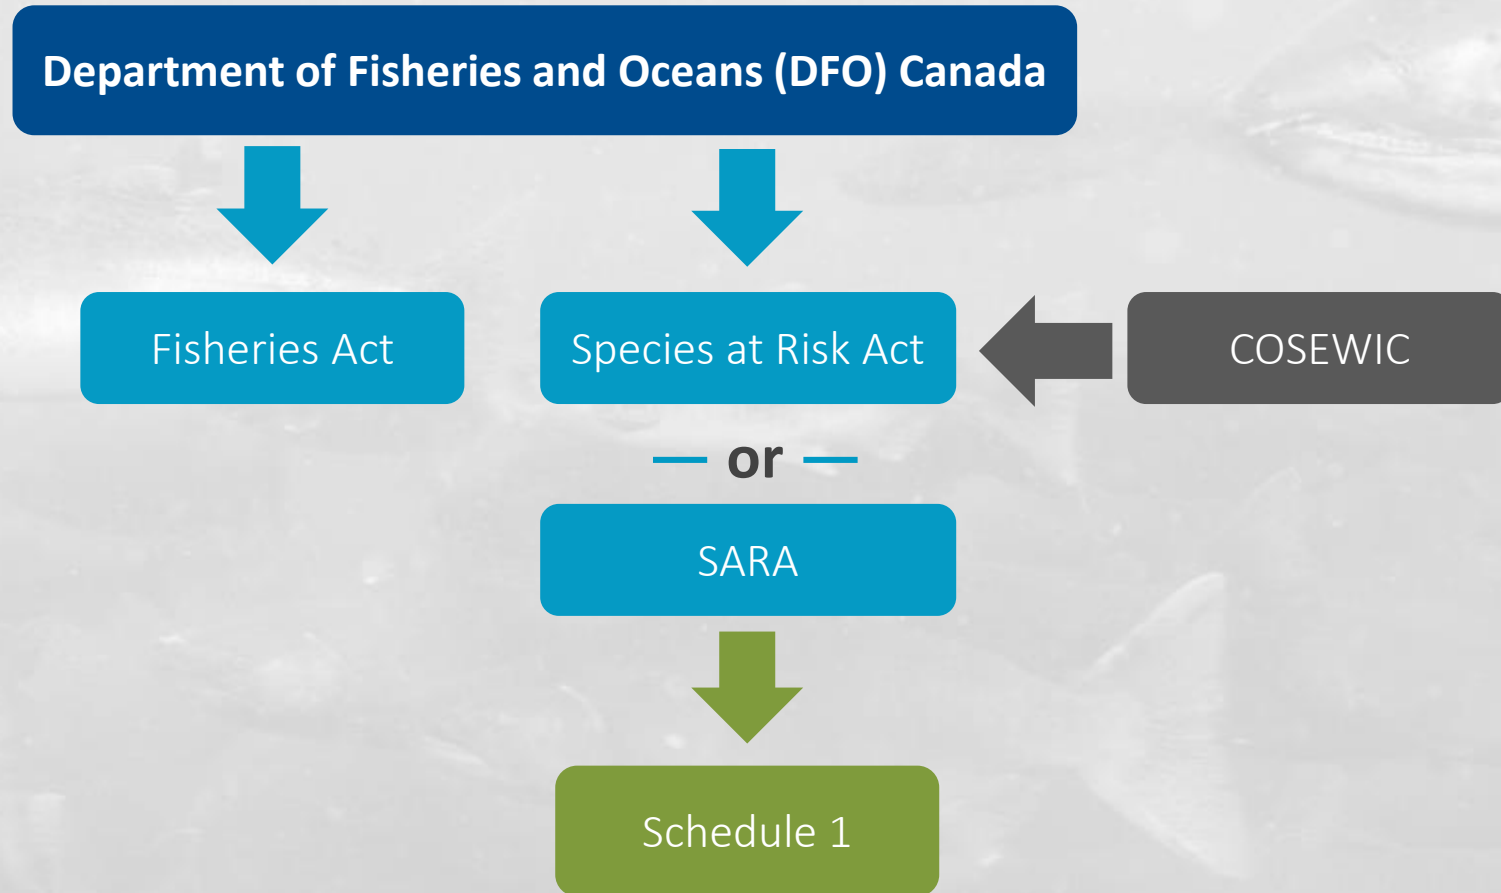 Department of Fisheries and Oceans (DFO) Canada
Fisheries Act
Species at Risk Act
COSEWIC
or
SARA
Schedule 1